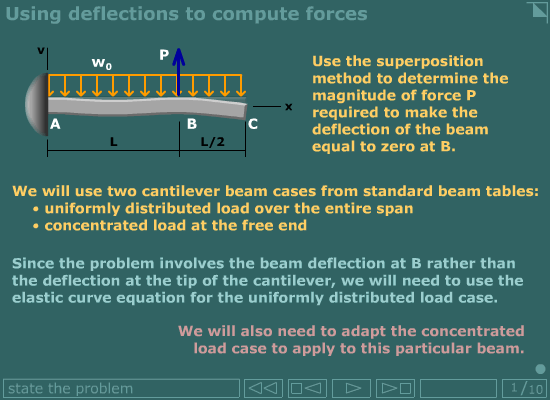 Using deflections to compute forces
v
w₀
P
x
A
B
C
L
L/2
Use the superposition
method to determine the
magnitude of force P
required to make the
deflection of the beam
equal to zero at B.
We will use two cantilever beam cases from standard beam tables:
• uniformly distributed load over the entire span
• concentrated load at the free end
Since the problem involves the beam deflection at B rather than
the deflection at the tip of the cantilever, we will need to use the
elastic curve equation for the uniformly distributed load case.
We will also need to adapt the concentrated
load case to apply to this particular beam.
state the problem
1/10